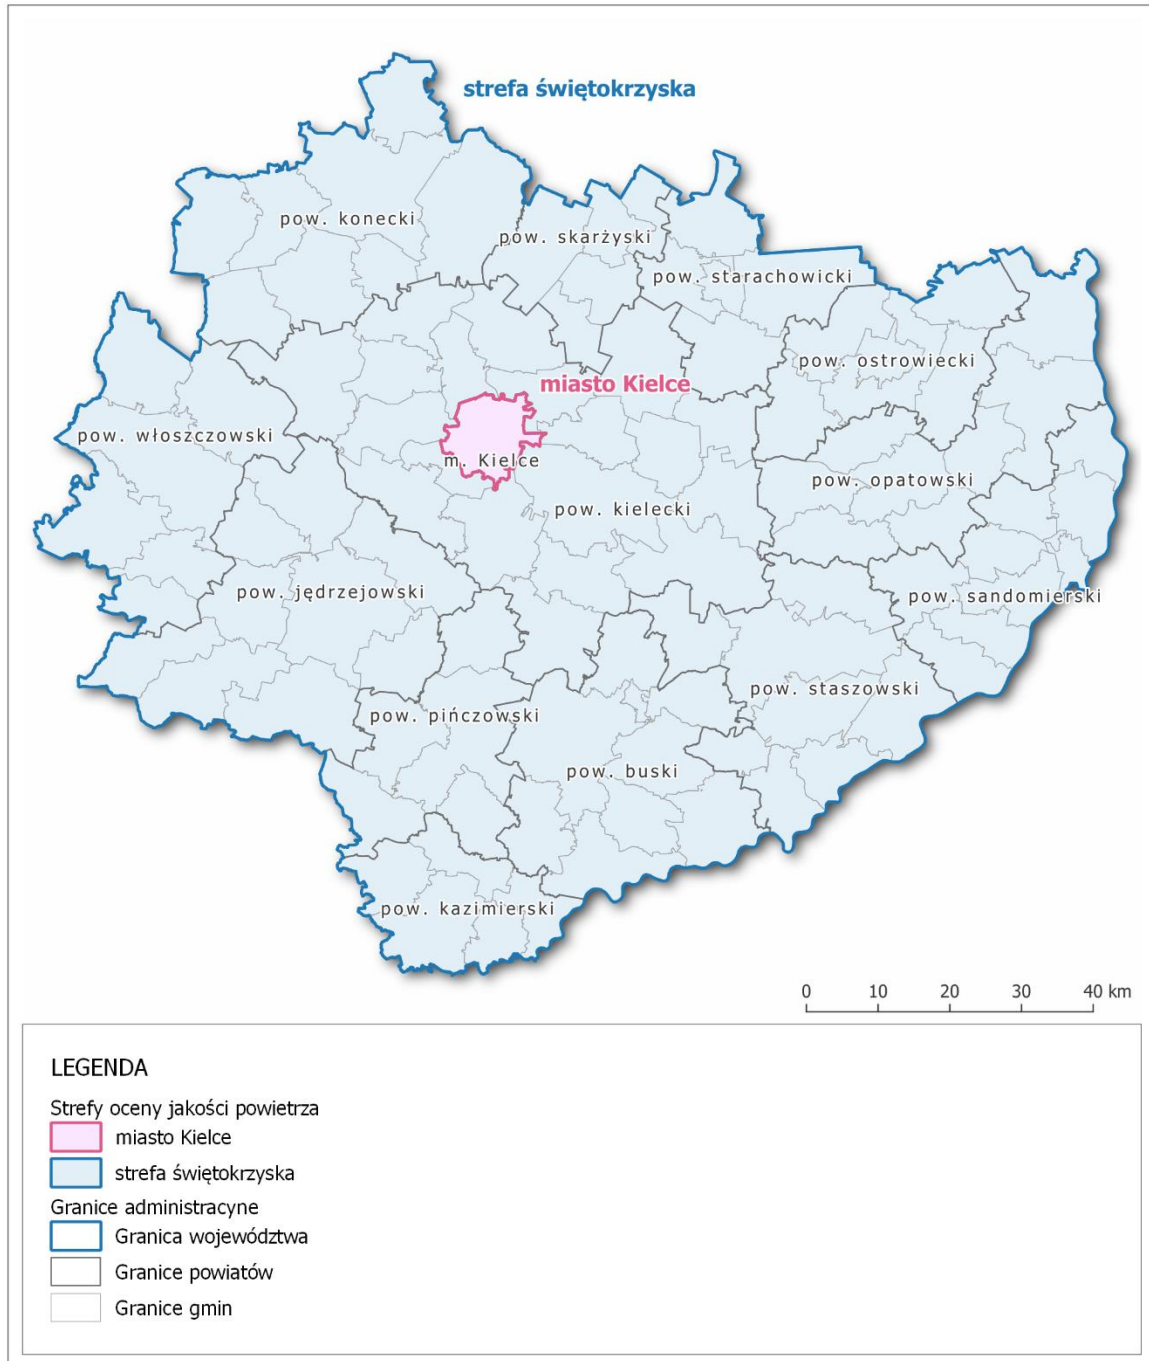 strefa świętokrzyska
pow. konecki
pow. skarżyski
pow. starachowicki
pow. ostrowiecki
miasto Kielce
pow. włoszczowski
m. Kielce
pow. opatowski
pow. kielecki
pow. jędrzejowski
pow. sandomierski
pow. staszowski
pow. pińczowski
pow. buski
pow. kazimierski
0 10 20 30 40 km
LEGENDA
Strefy oceny jakości powietrza
miasto Kielce
strefa świętokrzyska
Granice administracyne
Granica województwa
Granice powiatów
Granice gmin